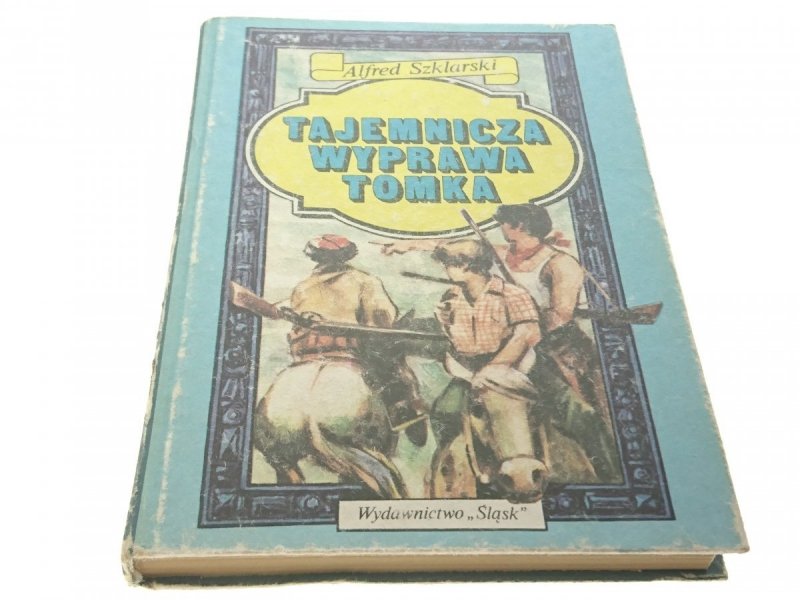 Alfred Szklarski
TAJEMNICZA
WYPRAWA
TOMKA
Wydawnictwo „Śląsk”